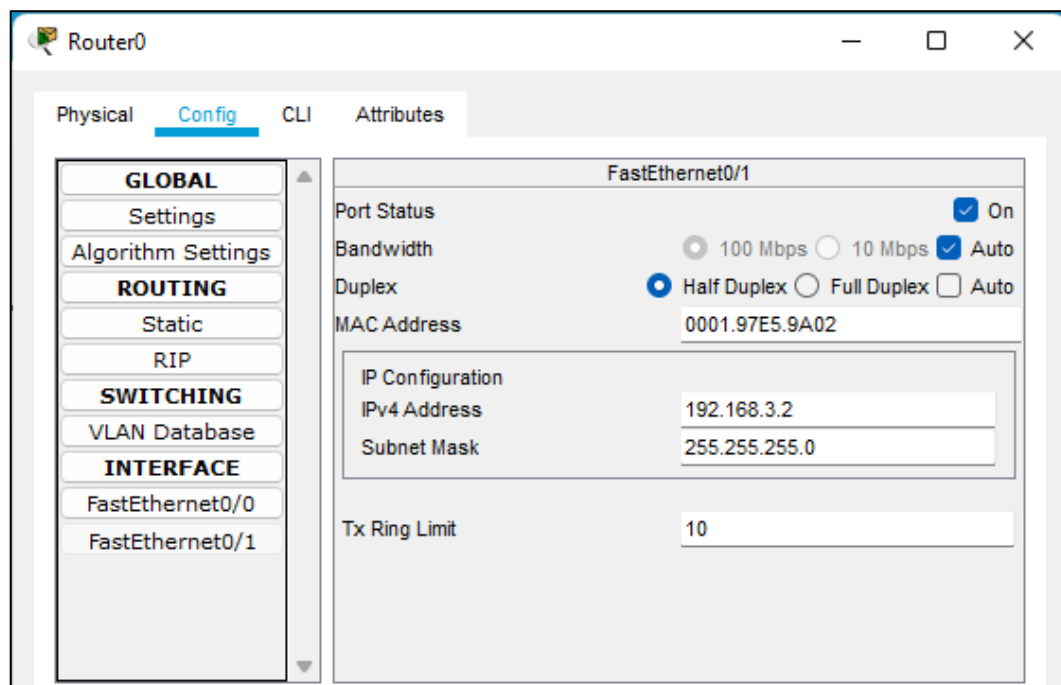 Router0
Physical Config CLI Attributes
GLOBAL
Settings
Algorithm Settings
ROUTING
Static
RIP
SWITCHING
VLAN Database
INTERFACE
FastEthernet0/0
FastEthernet0/1
FastEthernet0/1
Port Status On
Bandwidth 100 Mbps 10 Mbps Auto
Duplex Half Duplex Full Duplex Auto
MAC Address 0001.97E5.9A02
IP Configuration
IPv4 Address 192.168.3.2
Subnet Mask 255.255.255.0
Tx Ring Limit 10